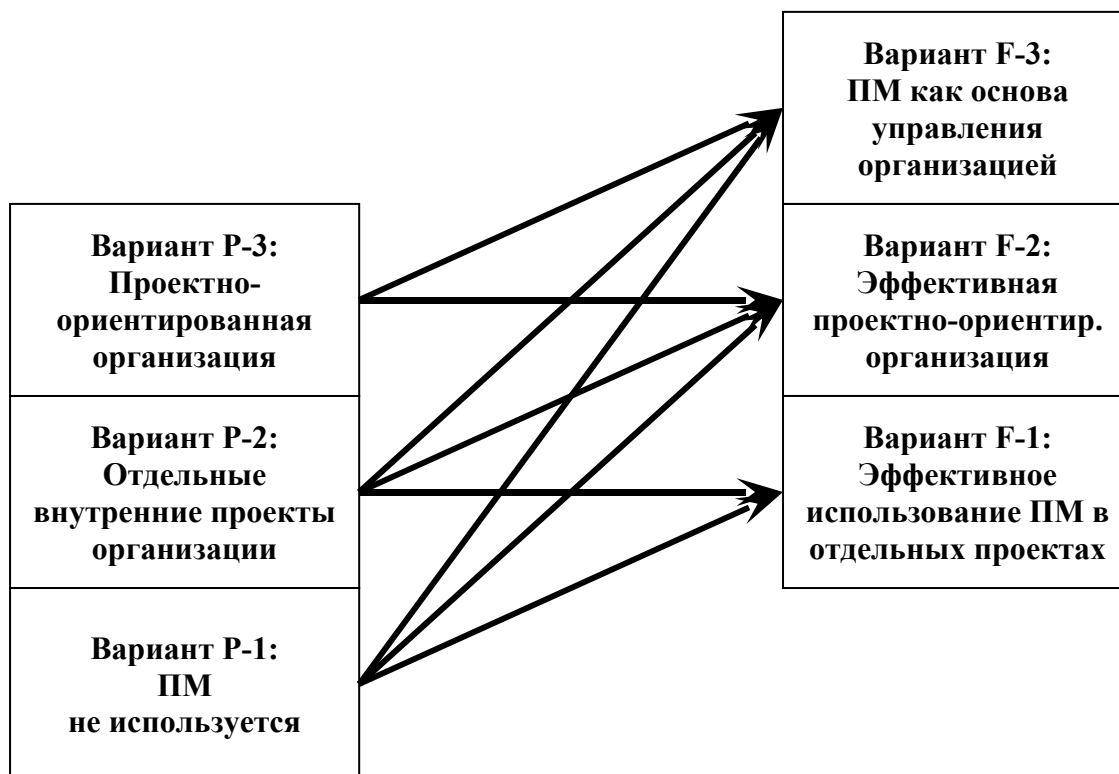 Вариант F-3:
ПМ как основа
управления
организацией
Вариант P-3:
Проектно-
ориентированная
организация
Вариант F-2:
Эффективная
проектно-ориентир.
организация
Вариант P-2:
Отдельные
внутренние проекты
организации
Вариант F-1:
Эффективное
использование ПМ в
отдельных проектах
Вариант P-1:
ПМ
не используется